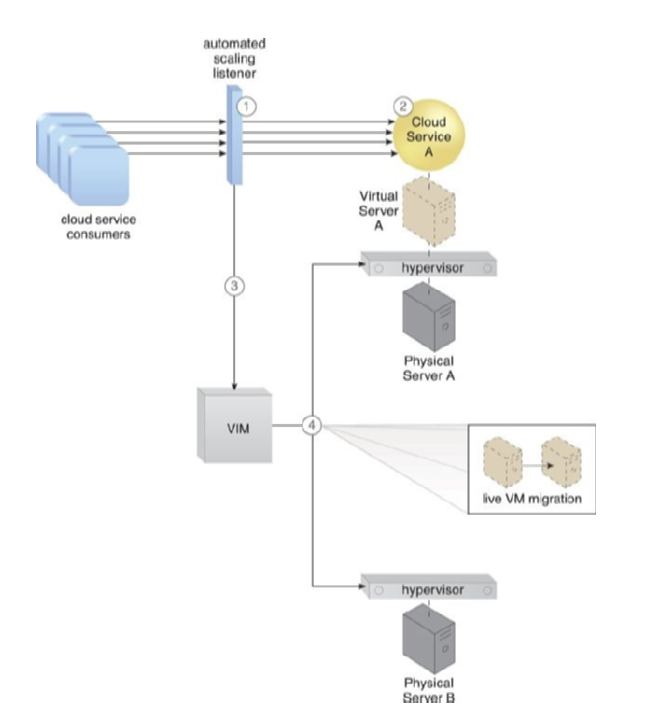 automated
scaling
listener
1
2
Cloud
Service
A
cloud service
consumers
Virtual
Server
A
hypervisor
3
Physical
Server A
VIM
4
live VM migration
hypervisor
Physical
Server B